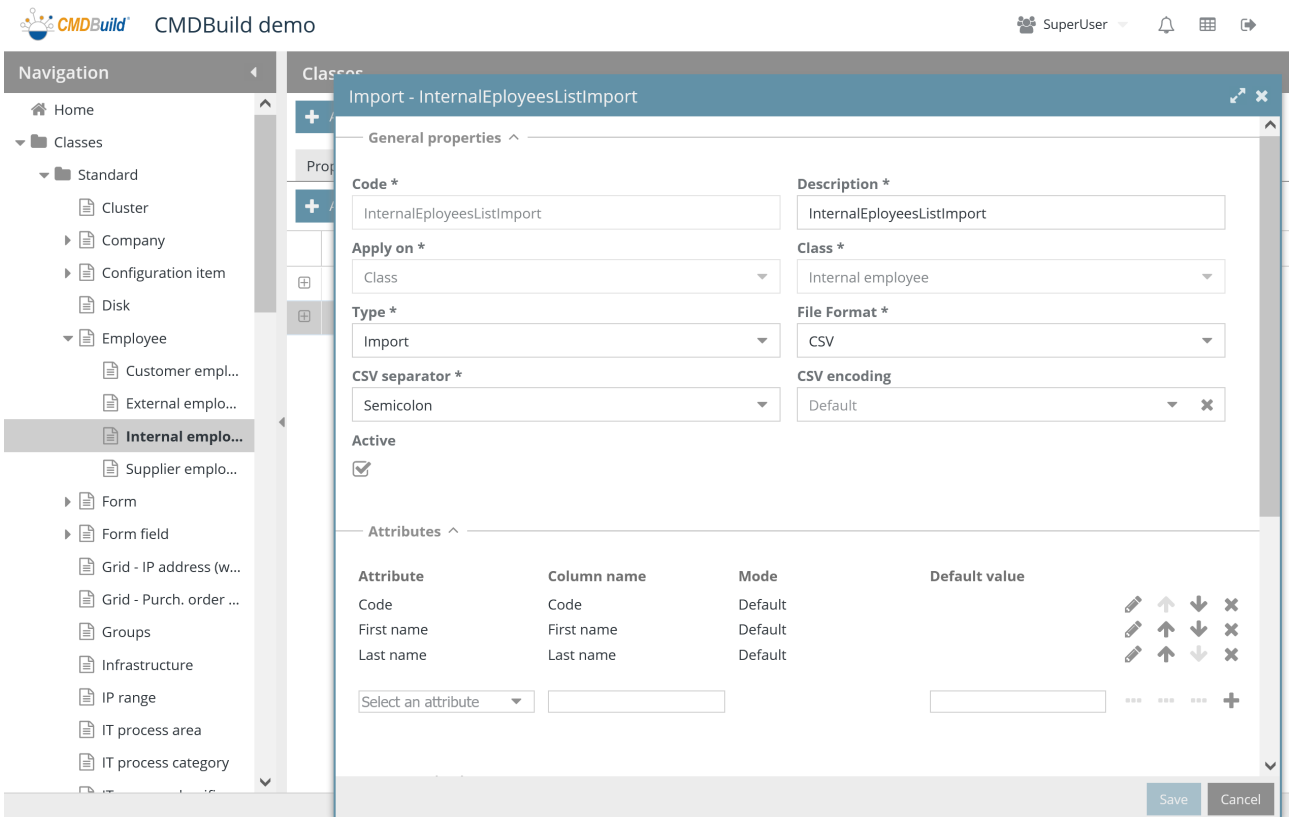 CMDBuild
CMDBuild demo
SuperUser
Navigation
Classes
Home
Classes
Standard
Cluster
Company
Configuration item
Disk
Employee
Customer empl...
External emplo...
Internal emplo...
Supplier emplo...
Form
Form field
Grid - IP address (w...
Grid - Purch. order ...
Groups
Infrastructure
IP range
IT process area
IT process category
Import - InternalEployeesListImport
General properties
Code *
Description *
InternalEployeesListImport
InternalEployeesListImport
Apply on *
Class *
Class
Internal employee
Type *
File Format *
Import
CSV
CSV separator *
CSV encoding
Semicolon
Default
Active
Attributes
Attribute Column name Mode Default value
Code Code Default
First name First name Default
Last name Last name Default
Select an attribute
Save
Cancel